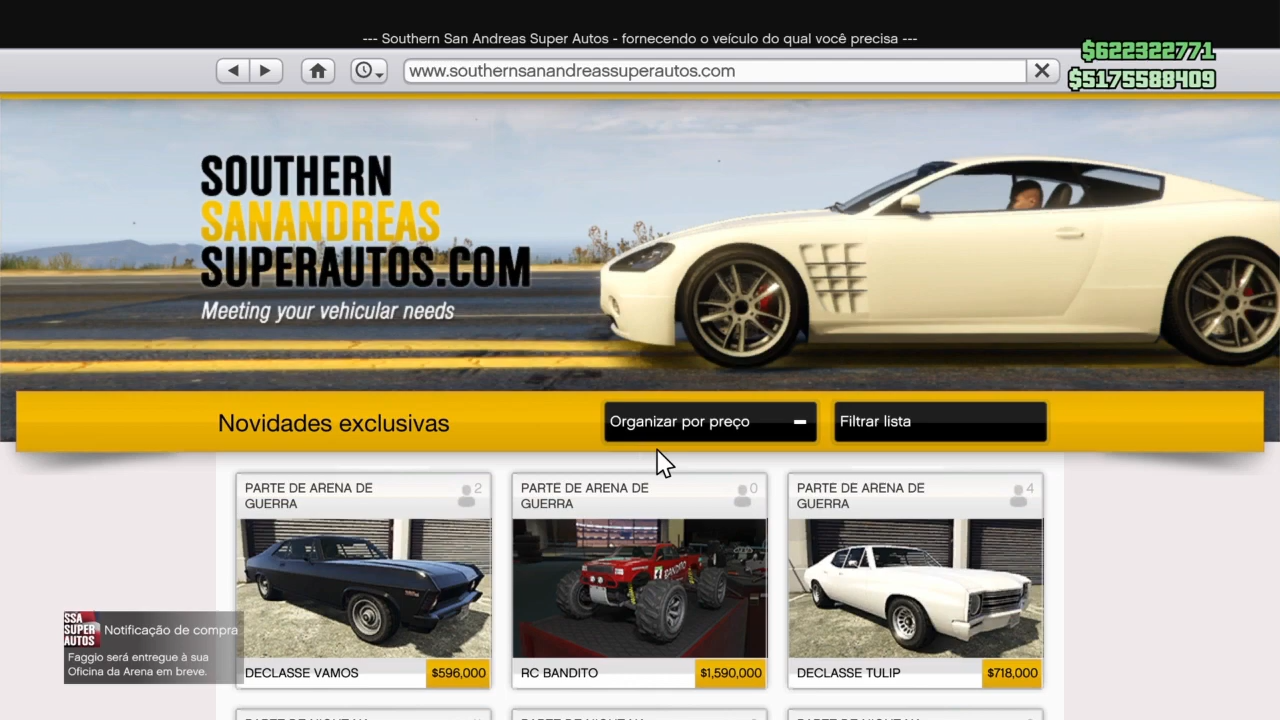 --- Southern San Andreas Super Autos - fornecendo o veículo do qual você precisa ---
$622322771
www.southernsanandreassuperautos.com
$5175588409
SOUTHERN
SANANDREAS
SUPERAUTOS.COM
Meeting your vehicular needs
Novidades exclusivas
Organizar por preço
Filtrar lista
PARTE DE ARENA DE
GUERRA
2
PARTE DE ARENA DE
GUERRA
0
PARTE DE ARENA DE
GUERRA
4
BANDITO
SSA
SUPER
AUTOS
Notificação de compra
Faggio será entregue à sua
Oficina da Arena em breve.
DECLASSE VAMOS
$596,000
RC BANDITO
$1,590,000
DECLASSE TULIP
$718,000